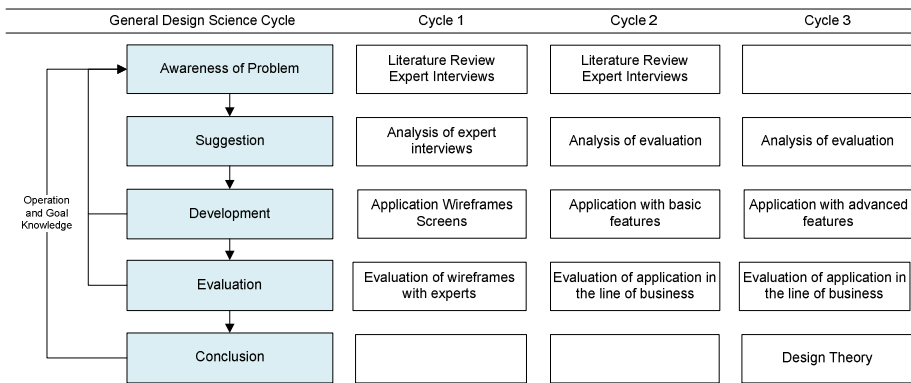 General Design Science Cycle
Cycle 1
Cycle 2
Cycle 3
Awareness of Problem
Literature Review
Expert Interviews
Literature Review
Expert Interviews
Suggestion
Analysis of expert
interviews
Analysis of evaluation
Analysis of evaluation
Operation
and Goal
Knowledge
Development
Application Wireframes
Screens
Application with basic
features
Application with advanced
features
Evaluation
Evaluation of wireframes
with experts
Evaluation of application in
the line of business
Evaluation of application in
the line of business
Conclusion
Design Theory